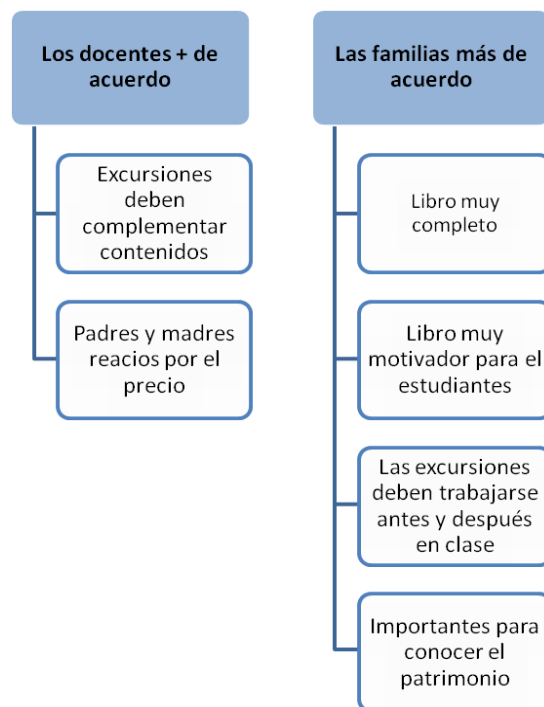 Los docentes + de
acuerdo
Excursiones
deben
complementar
contenidos
Padres y madres
reacios por el
precio
Las familias más de
acuerdo
Libro muy
completo
Libro muy
motivador para el
estudiantes
Las excursiones
deben trabajarse
antes y después
en clase
Importantes para
conocer el
patrimonio